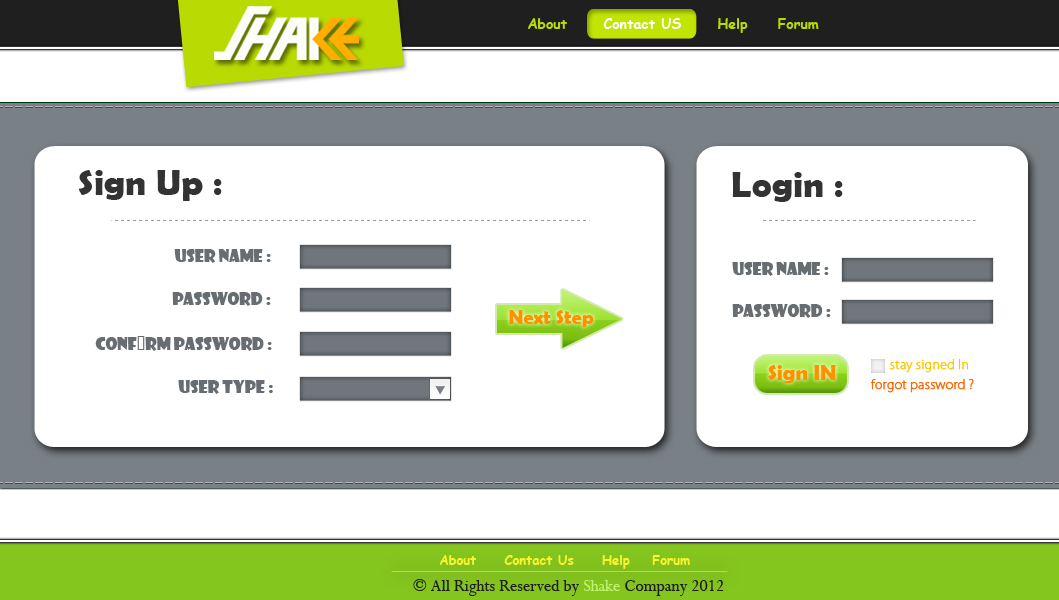 SHAKE
About Contact US Help Forum
Sign Up :
USER NAME :
PASSWORD :
CONF▯RM PASSWORD :
USER TYPE :
Next Step
Login :
USER NAME :
PASSWORD :
Sign IN
stay signed in
forgot password ?
About Contact Us Help Forum
© All Rights Reserved by Shake Company 2012